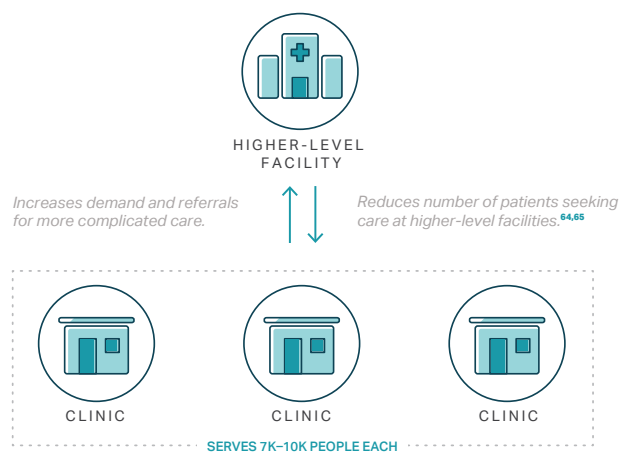 HIGHER-LEVEL
FACILITY
Increases demand and referrals
for more complicated care.
Reduces number of patients seeking
care at higher-level facilities.64,65
CLINIC
CLINIC
CLINIC
SERVES 7K–10K PEOPLE EACH